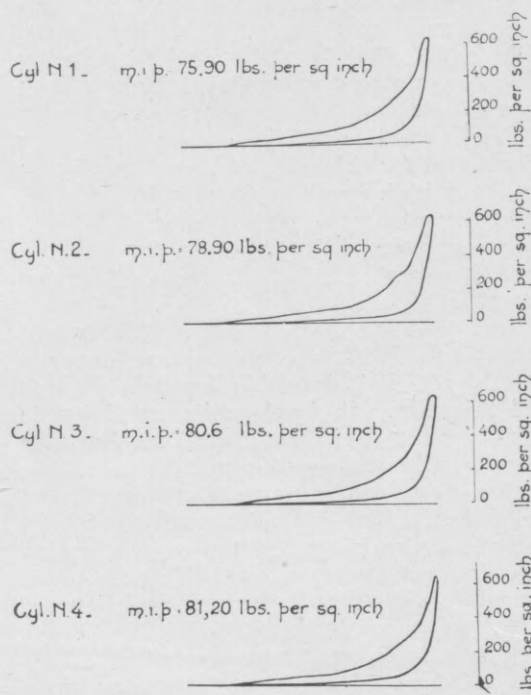 Cyl N.1- m.i.p. 75,90 lbs. per sq inch
600
400
200
0
lbs. per sq. inch
Cyl. N.2.- m.i.p. 78.90 lbs. per sq inch
600
400
200
0
lbs. per sq. inch
Cyl N.3- m.i.p. 80.6 lbs. per sq. inch
600
400
200
0
lbs. per sq. inch
Cyl. N.4- m.i.p. 81,20 lbs. per sq. inch
600
400
200
0
lbs. per sq. inch